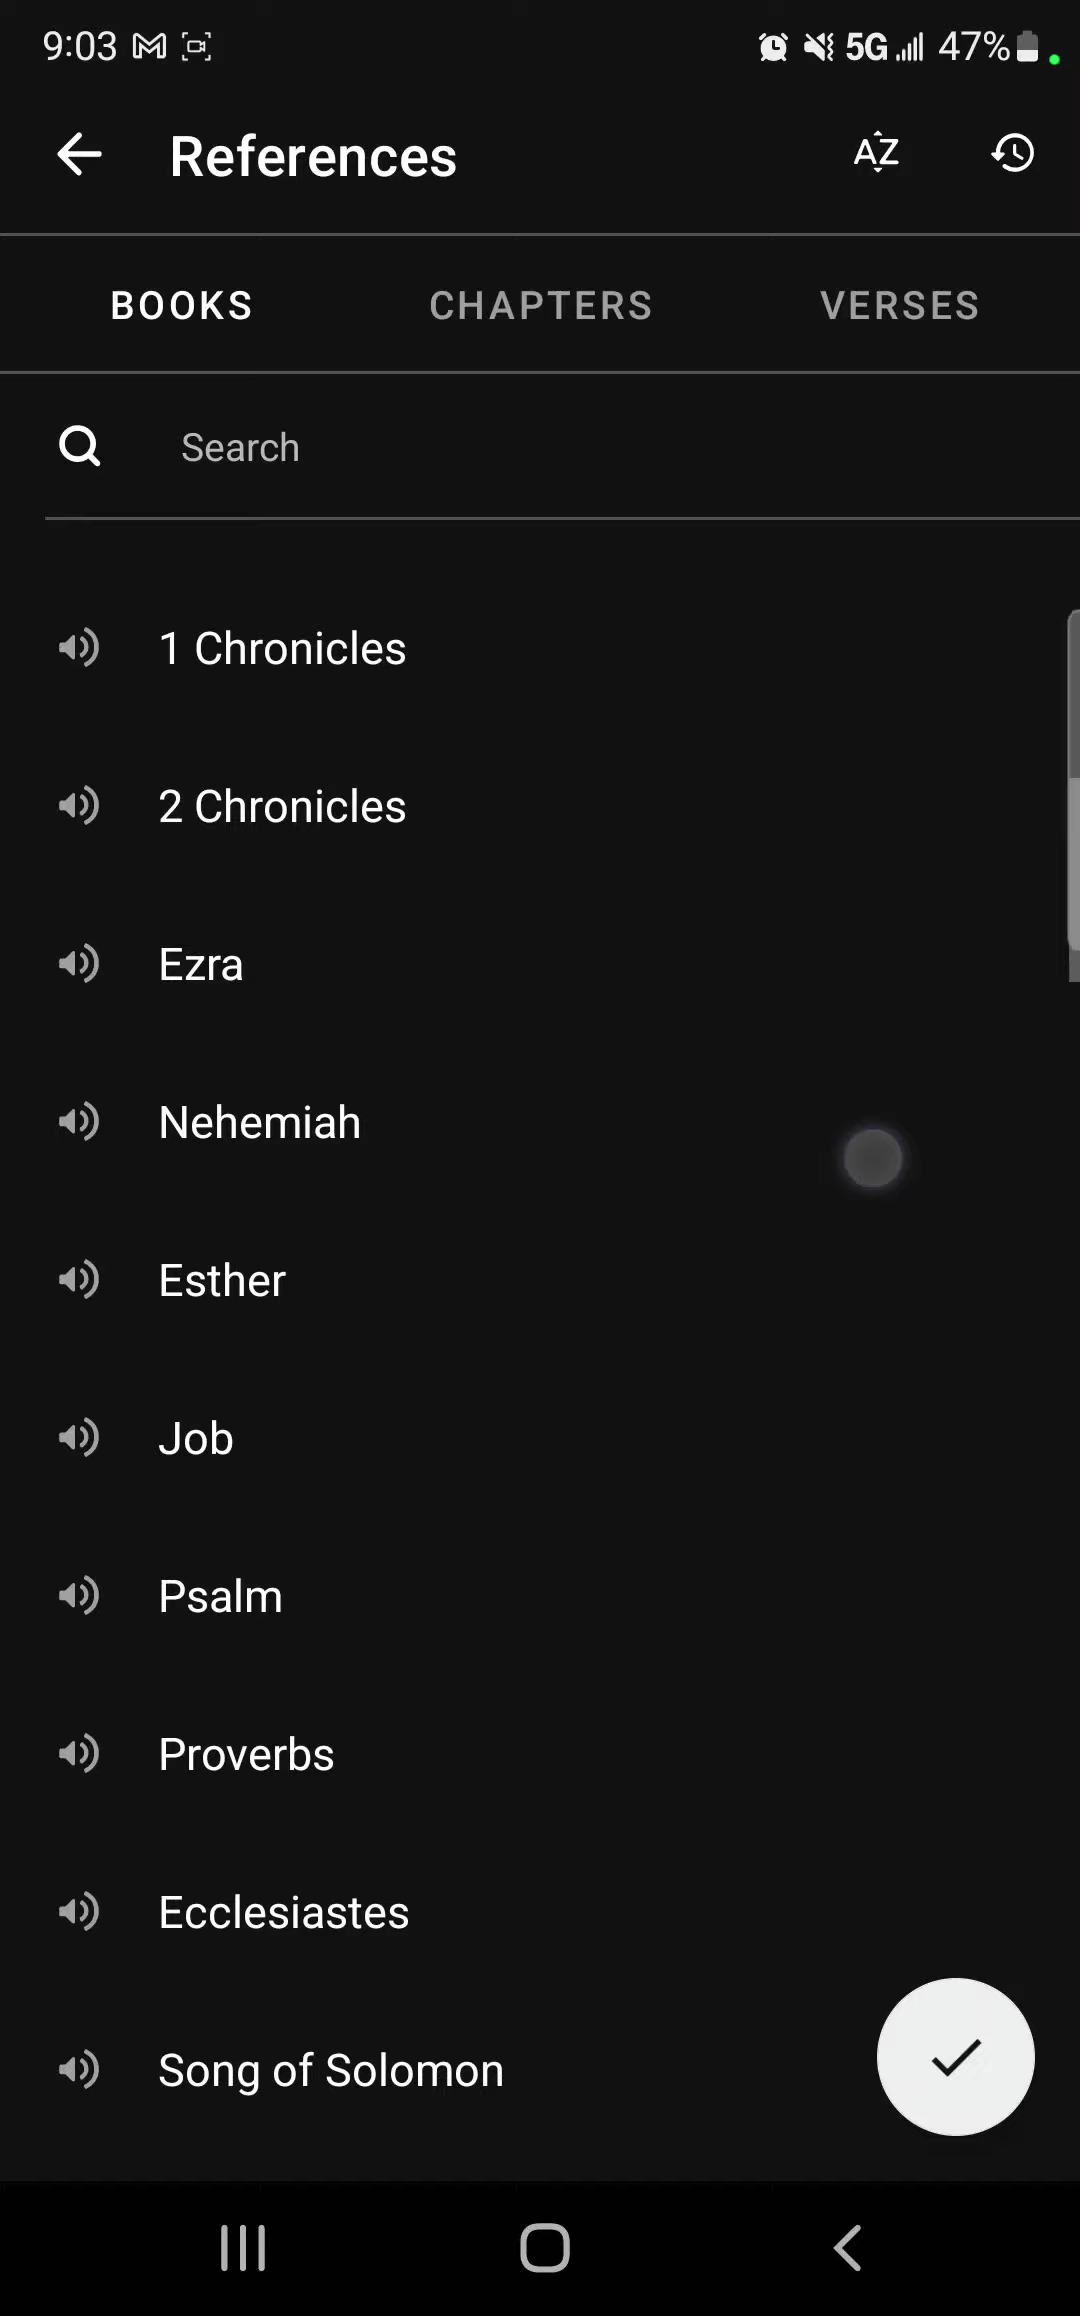 9:03 5G 47%
References AZ
BOOKS CHAPTERS VERSES
Search
1 Chronicles
2 Chronicles
Ezra
Nehemiah
Esther
Job
Psalm
Proverbs
Ecclesiastes
Song of Solomon